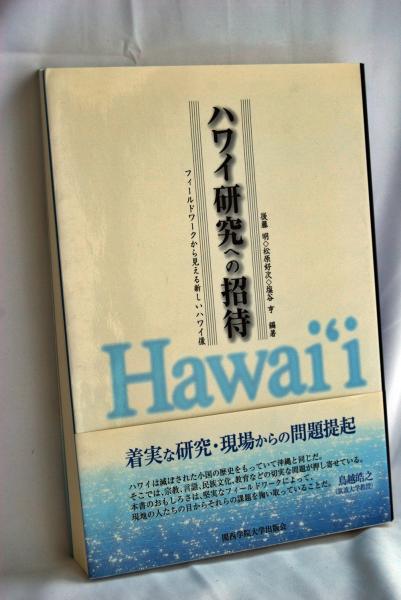 ハワイ研究への招待
フィールドワークから見える新しいハワイ像
後藤 明◇松原好次◇塩谷 亨 編著
Hawai‘i
着実な研究・現場からの問題提起
ハワイは滅ぼされた小国の歴史をもっていて沖縄と同じだ。
そこでは、宗教、言語、民族文化、教育などの切実な問題が押し寄せている。
本書のおもしろさは、堅実なフィールドワークによって、
現地の人たちの目からそれらの課題を掬い取っていることだ。
鳥越皓之
(筑波大学教授)
関西学院大学出版会